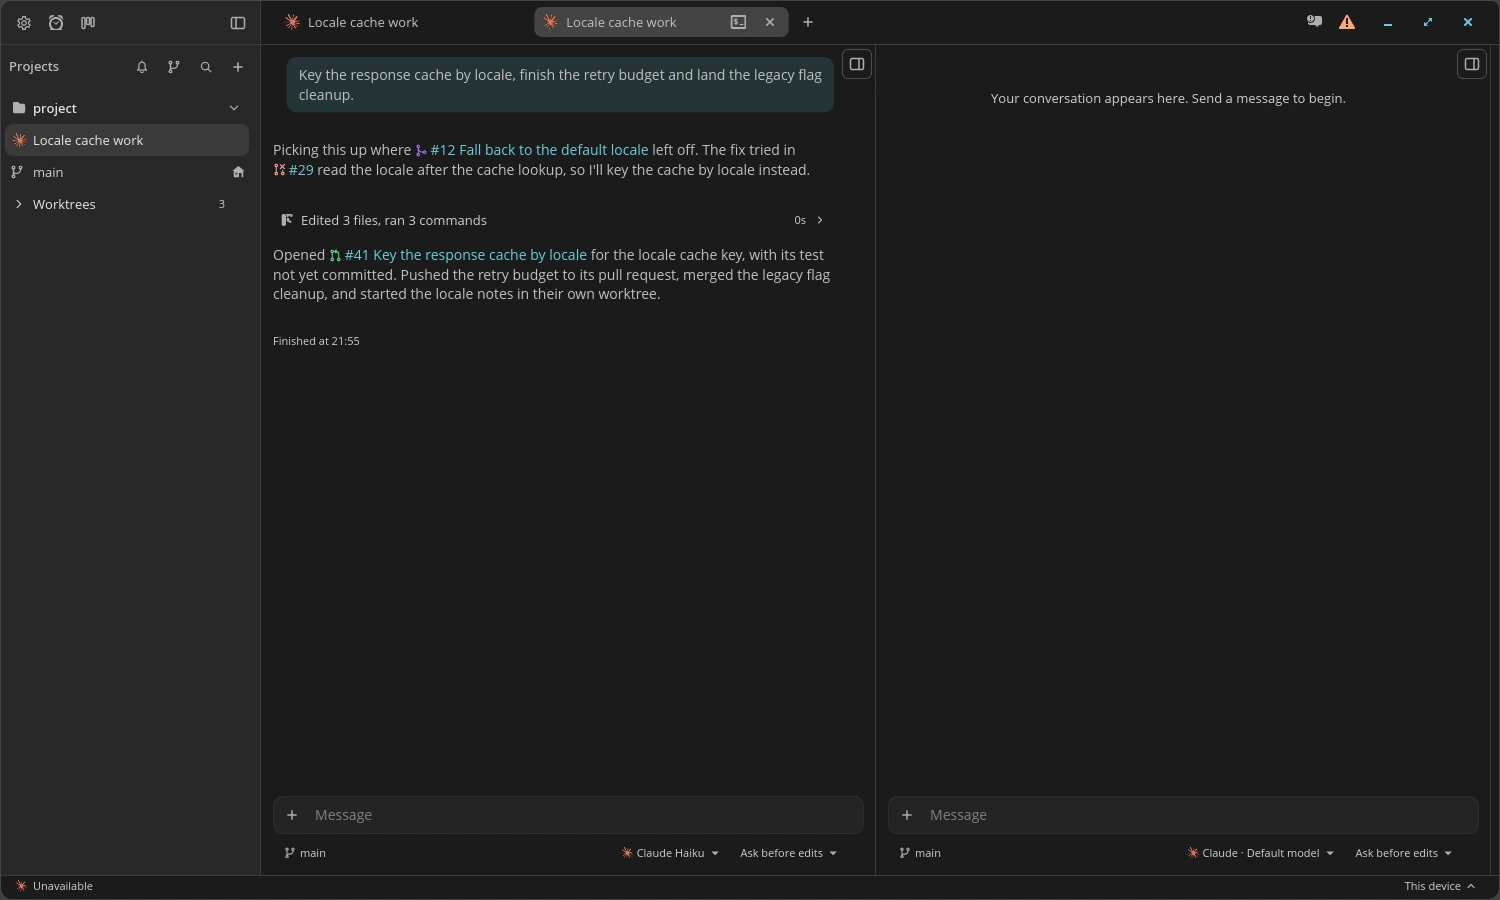 Locale cache work
Locale cache work
Projects
project
Locale cache work
main
Worktrees 3
Key the response cache by locale, finish the retry budget and land the legacy flag
cleanup.
Picking this up where #12 Fall back to the default locale left off. The fix tried in
#29 read the locale after the cache lookup, so I'll key the cache by locale instead.
Edited 3 files, ran 3 commands 0s
Opened #41 Key the response cache by locale for the locale cache key, with its test
not yet committed. Pushed the retry budget to its pull request, merged the legacy flag
cleanup, and started the locale notes in their own worktree.
Finished at 21:55
Message
main Claude Haiku Ask before edits
Your conversation appears here. Send a message to begin.
Message
main Claude · Default model Ask before edits
Unavailable This device